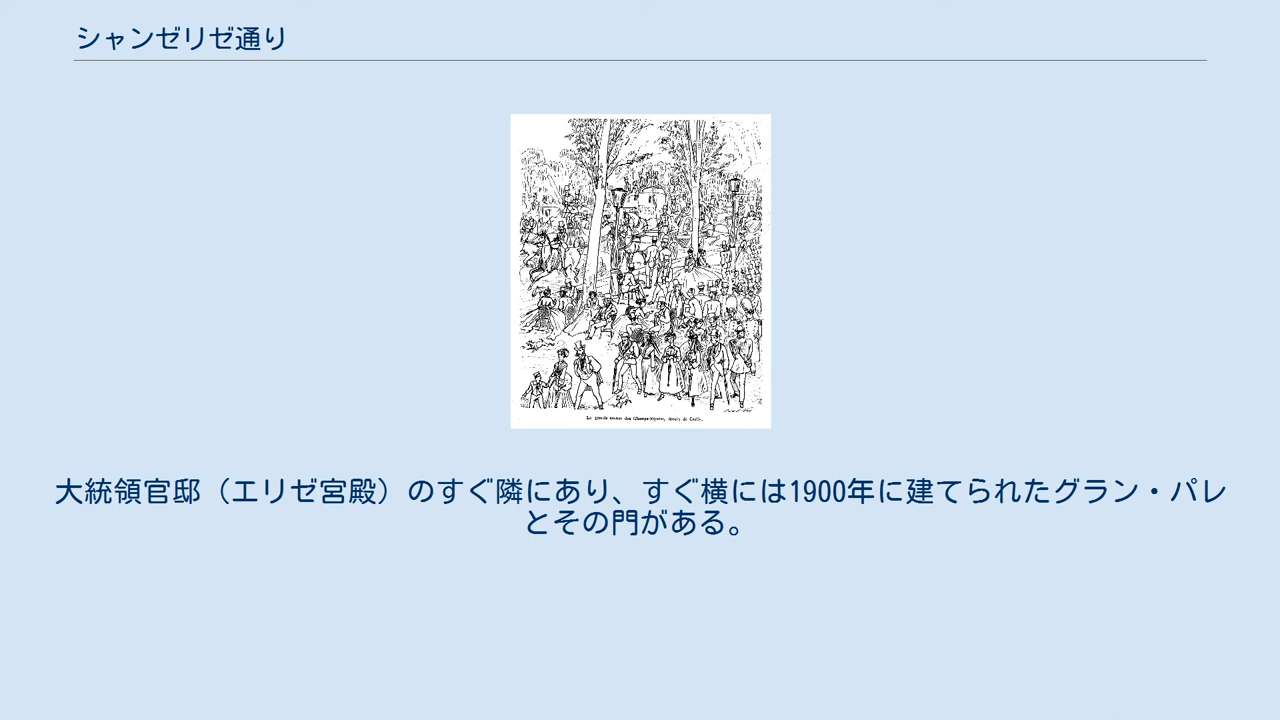 シャンゼリゼ通り
大統領官邸（エリゼ宮殿）のすぐ隣にあり、すぐ横には1900年に建てられたグラン・パレ
とその門がある。